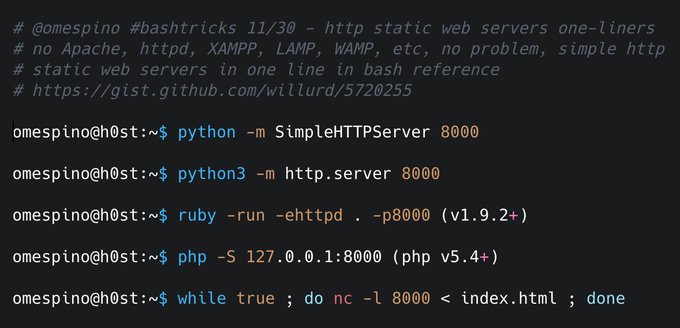 # @omespino #bashtricks 11/30 - http static web servers one-liners
# no Apache, httpd, XAMPP, LAMP, WAMP, etc, no problem, simple http
# static web servers in one line in bash reference
# https://gist.github.com/willurd/5720255
omespino@h0st:~$ python -m SimpleHTTPServer 8000
omespino@h0st:~$ python3 -m http.server 8000
omespino@h0st:~$ ruby -run -ehttpd . -p8000 (v1.9.2+)
omespino@h0st:~$ php -S 127.0.0.1:8000 (php v5.4+)
omespino@h0st:~$ while true ; do nc -l 8000 < index.html ; done